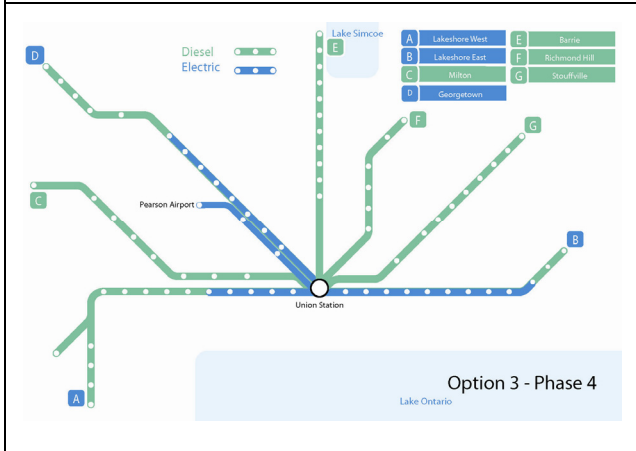 Lake Simcoe
E
Diesel
Electric
A Lakeshore West
B Lakeshore East
C Milton
D Georgetown
E Barrie
F Richmond Hill
G Stouffville
D
F
G
Pearson Airport
C
B
Union Station
A
Option 3 - Phase 4
Lake Ontario